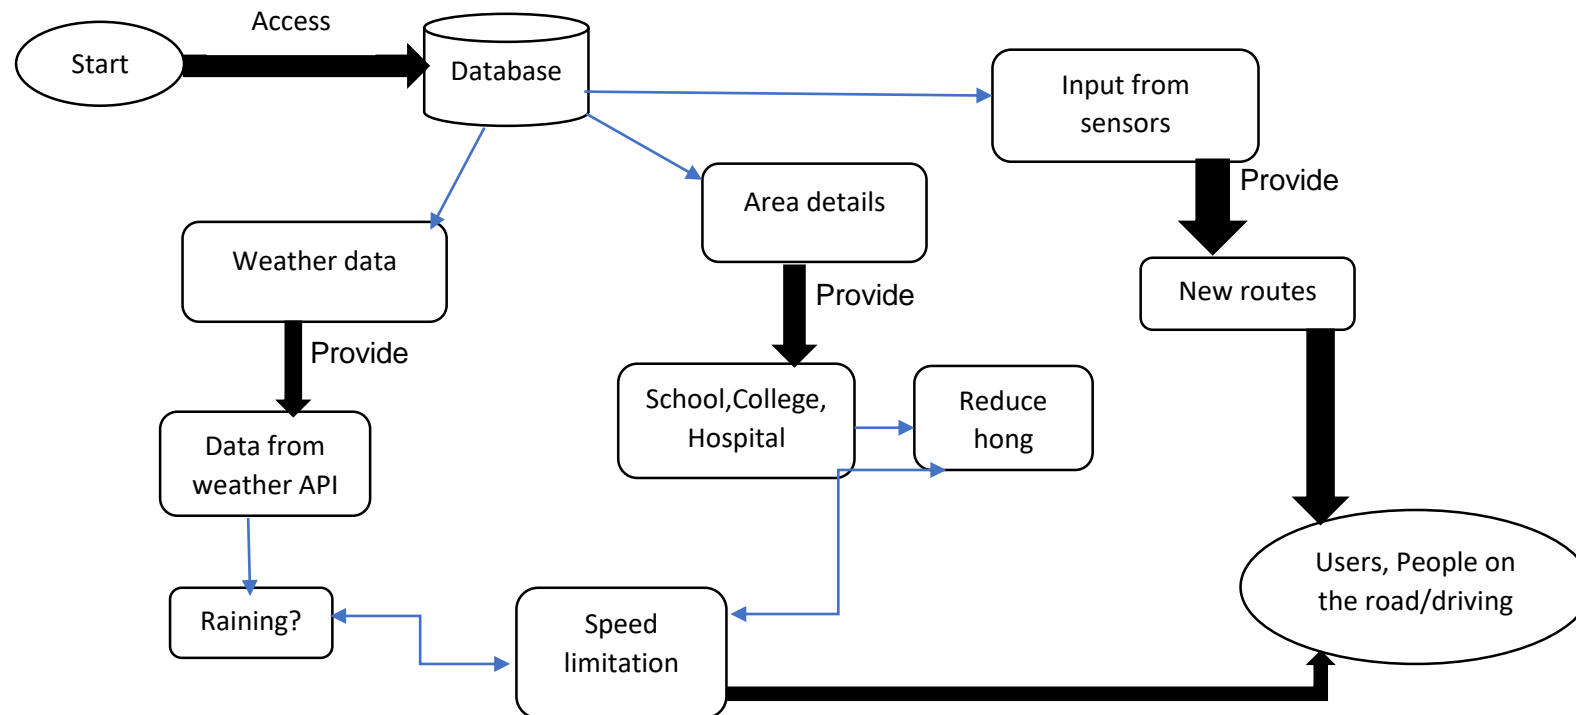 Access
Start
Database
Input from
sensors
Provide
Area details
Weather data
New routes
Provide
Provide
School,College,
Hospital
Reduce
hong
Data from
weather API
Users, People on
the road/driving
Raining?
Speed
limitation